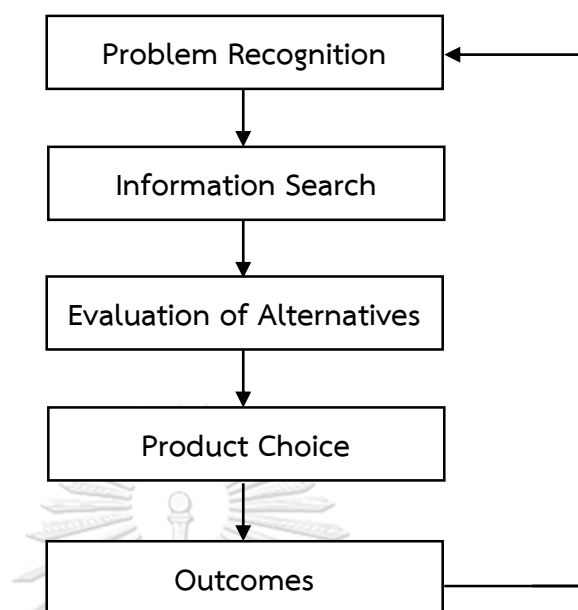 Problem Recognition
Information Search
Evaluation of Alternatives
Product Choice
Outcomes